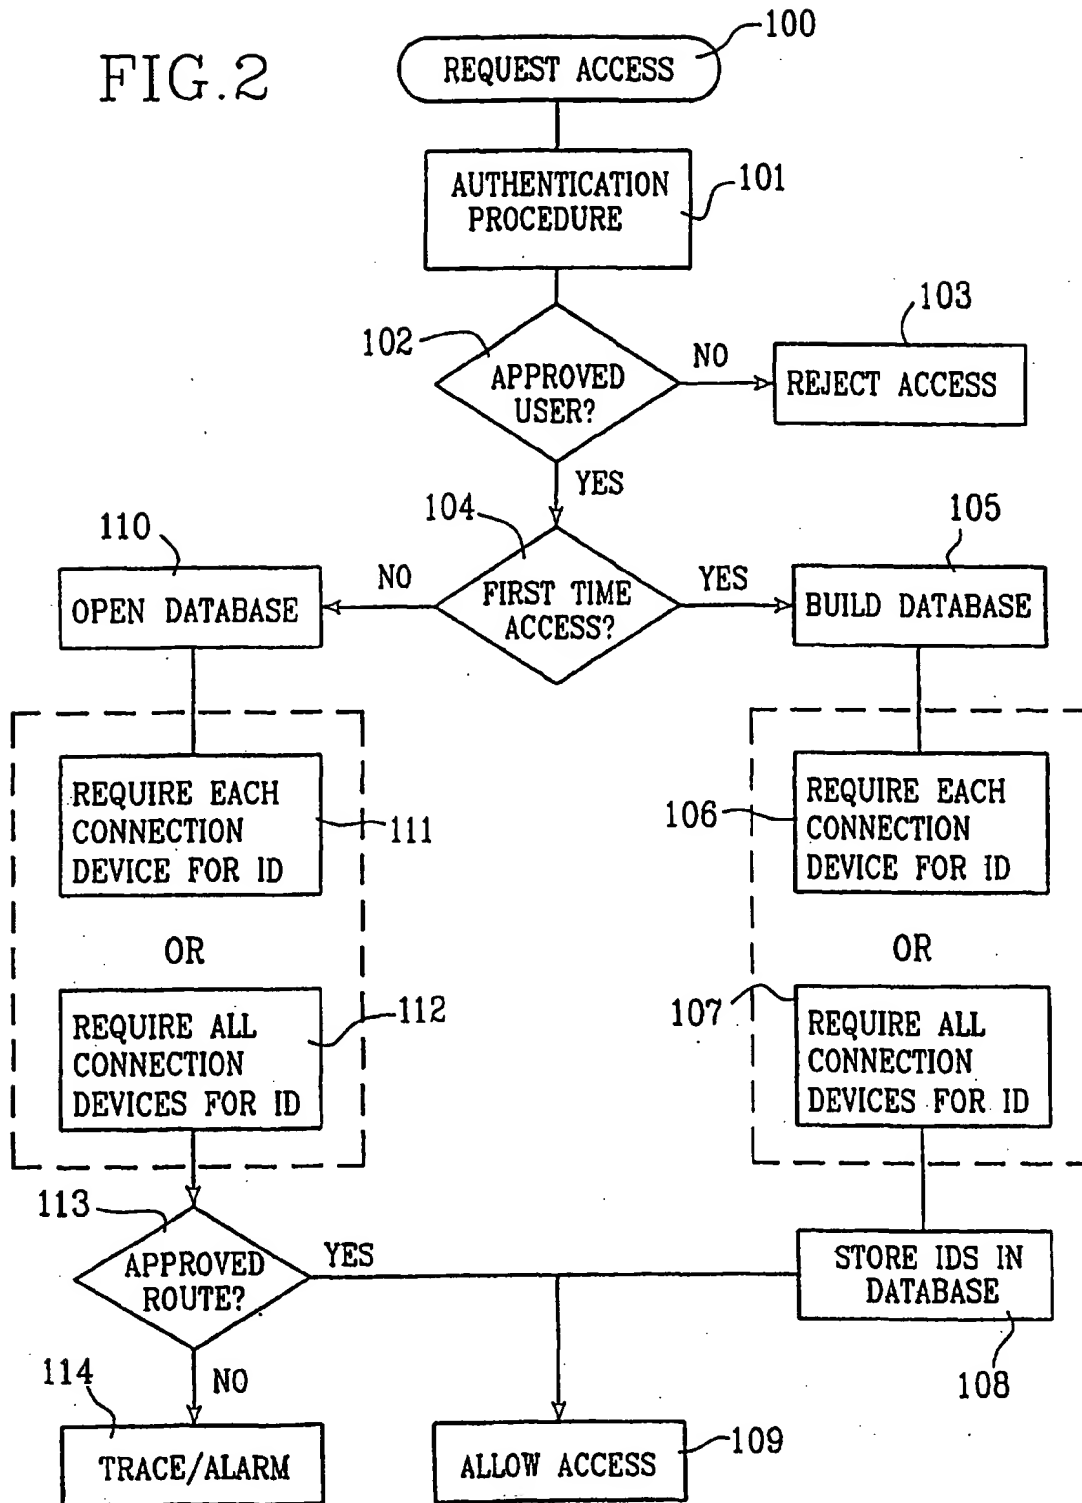 FIG.2
100
REQUEST ACCESS
101
AUTHENTICATION
PROCEDURE
102
APPROVED
USER?
NO
103
REJECT ACCESS
YES
104
FIRST TIME
ACCESS?
NO
YES
110
OPEN DATABASE
105
BUILD DATABASE
REQUIRE EACH
CONNECTION
DEVICE FOR ID
111
OR
REQUIRE ALL
CONNECTION
DEVICES FOR ID
112
106
REQUIRE EACH
CONNECTION
DEVICE FOR ID
OR
107
REQUIRE ALL
CONNECTION
DEVICES FOR ID
113
APPROVED
ROUTE?
YES
STORE IDS IN
DATABASE
108
NO
114
TRACE/ALARM
ALLOW ACCESS
109